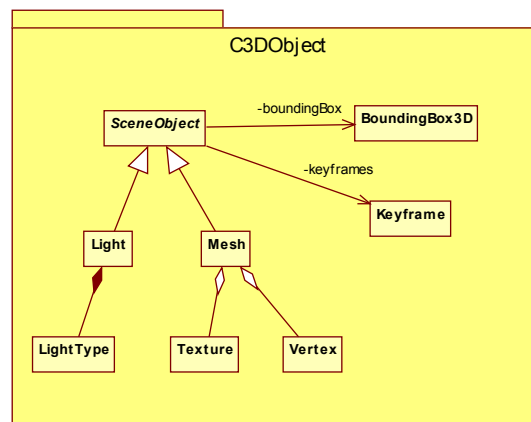 C3DObject
-boundingBox
SceneObject
BoundingBox3D
-keyframes
Keyframe
Light
Mesh
LightType
Texture
Vertex